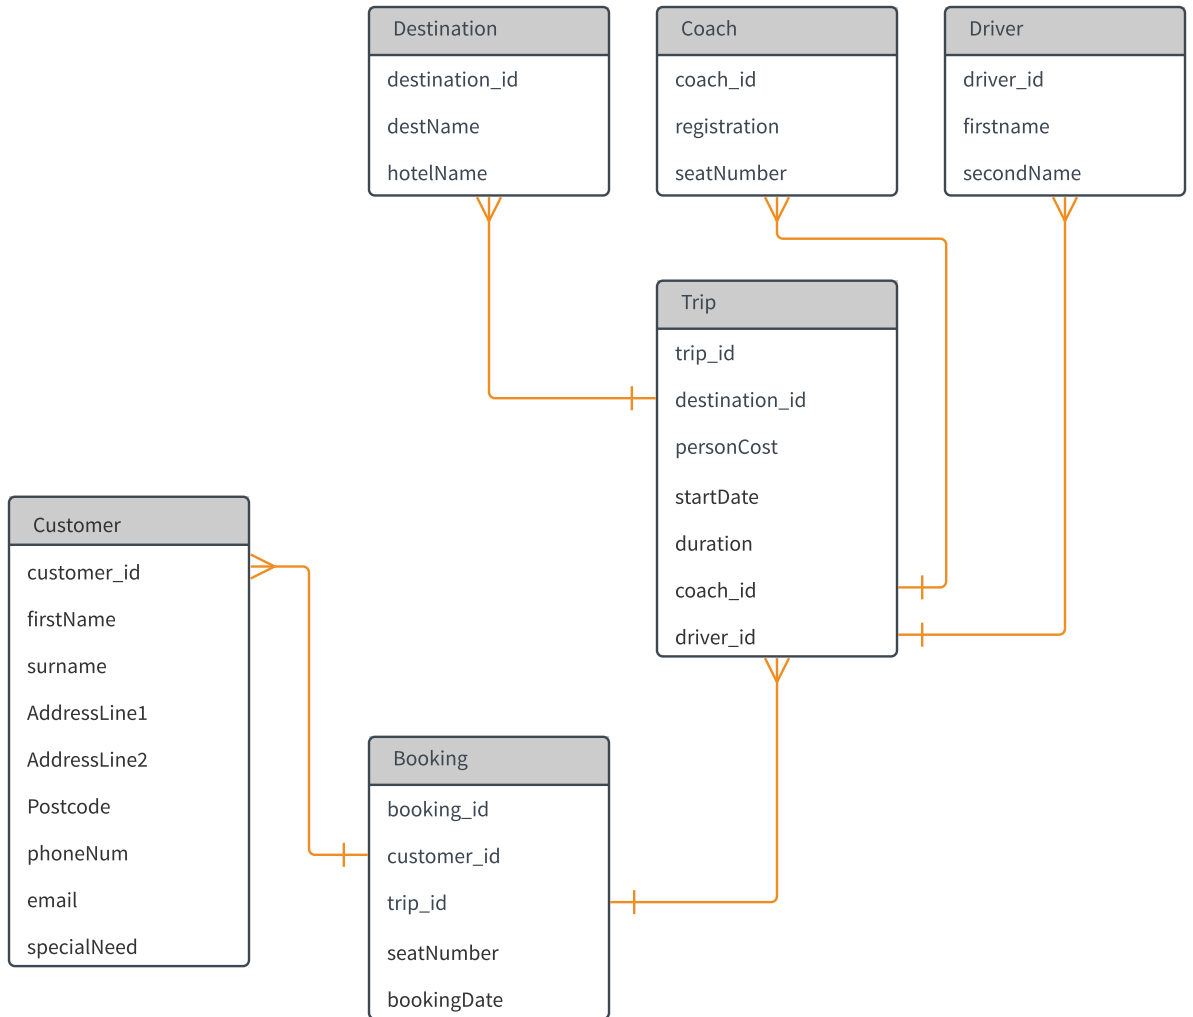 Destination
destination_id
destName
hotelName
Coach
coach_id
registration
seatNumber
Driver
driver_id
firstname
secondName
Trip
trip_id
destination_id
personCost
startDate
duration
coach_id
driver_id
Customer
customer_id
firstName
surname
AddressLine1
AddressLine2
Postcode
phoneNum
email
specialNeed
Booking
booking_id
customer_id
trip_id
seatNumber
bookingDate